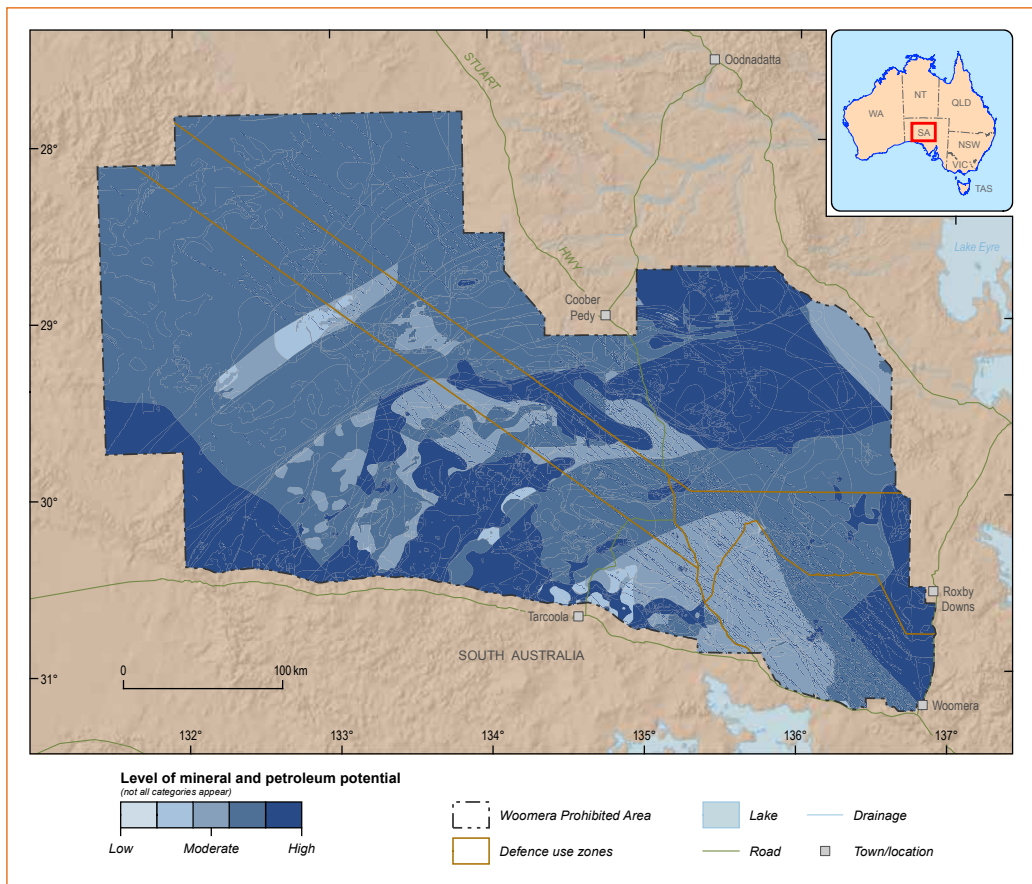 Oodnadatta
STUART
HWY
28°
29°
30°
31°
Lake Eyre
Coober
Pedy
Roxby
Downs
Tarcoola
SOUTH AUSTRALIA
Woomera
0
100 km
132°
133°
134°
135°
136°
137°
WA
NT
QLD
SA
NSW
VIC
TAS
Level of mineral and petroleum potential
(not all categories appear)
Low
Moderate
High
Woomera Prohibited Area
Defence use zones
Lake
Road
Drainage
Town/location